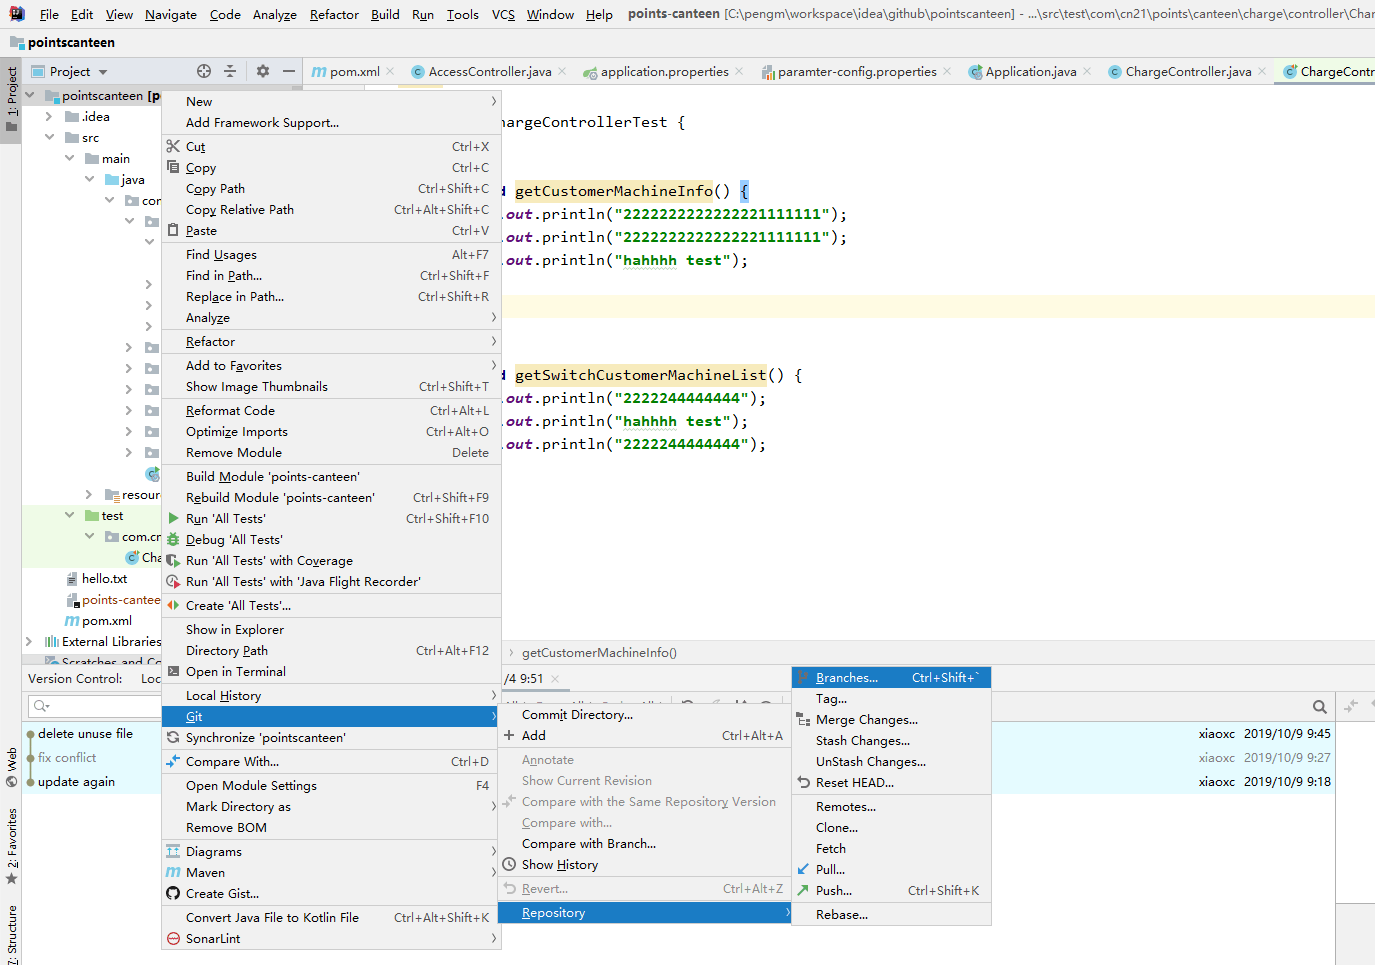 File Edit View Navigate Code Analyze Refactor Build Run Tools VCS Window Help points-canteen [C:\pengm\workspace\idea\github\pointscanteen] - ...\src\test\com\cn21\points\canteen\charge\controller\Char
pointscanteen
1: Project
Project
pom.xml AccessController.java application.properties paramter-config.properties Application.java ChargeController.java ChargeContr
pointscanteen [p
.idea
src
main
java
con
resour
test
com.cn
Cha
hello.txt
points-cantee
pom.xml
External Libraries
Scratches and Co
New
Add Framework Support...
Cut Ctrl+X
Copy Ctrl+C
Copy Path Ctrl+Shift+C
Copy Relative Path Ctrl+Alt+Shift+C
Paste Ctrl+V
Find Usages Alt+F7
Find in Path... Ctrl+Shift+F
Replace in Path... Ctrl+Shift+R
Analyze
Refactor
Add to Favorites
Show Image Thumbnails Ctrl+Shift+T
Reformat Code Ctrl+Alt+L
Optimize Imports Ctrl+Alt+O
Remove Module Delete
Build Module 'points-canteen'
Rebuild Module 'points-canteen' Ctrl+Shift+F9
Run 'All Tests' Ctrl+Shift+F10
Debug 'All Tests'
Run 'All Tests' with Coverage
Run 'All Tests' with 'Java Flight Recorder'
Create 'All Tests'...
Show in Explorer
Directory Path Ctrl+Alt+F12
Open in Terminal
Local History
Git
Synchronize 'pointscanteen'
Compare With... Ctrl+D
Open Module Settings F4
Mark Directory as
Remove BOM
Diagrams
Maven
Create Gist...
Convert Java File to Kotlin File Ctrl+Alt+Shift+K
SonarLint
hargeControllerTest {
d getCustomerMachineInfo() {
.out.println("2222222222222221111111");
.out.println("2222222222222221111111");
.out.println("hahhhh test");
d getSwitchCustomerMachineList() {
.out.println("2222244444444");
.out.println("hahhhh test");
.out.println("2222244444444");
getCustomerMachineInfo()
Version Control: Loc
/4 9:51
delete unuse file xiaoxc 2019/10/9 9:45
fix conflict xiaoxc 2019/10/9 9:27
update again xiaoxc 2019/10/9 9:18
Commit Directory...
Add Ctrl+Alt+A
Annotate
Show Current Revision
Compare with the Same Repository Version
Compare with...
Compare with Branch...
Show History
Revert... Ctrl+Alt+Z
Repository
Branches... Ctrl+Shift+`
Tag...
Merge Changes...
Stash Changes...
UnStash Changes...
Reset HEAD...
Remotes...
Clone...
Fetch
Pull...
Push... Ctrl+Shift+K
Rebase...
Web
2: Favorites
7: Structure